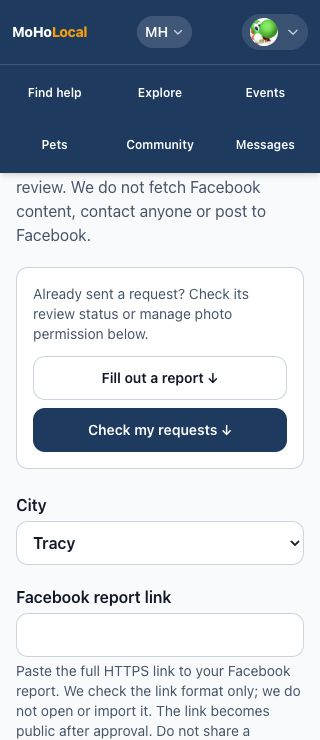 MoHoLocal
MH
Find help
Explore
Events
Pets
Community
Messages
review. We do not fetch Facebook
content, contact anyone or post to
Facebook.
Already sent a request? Check its
review status or manage photo
permission below.
Fill out a report ↓
Check my requests ↓
City
Tracy
Facebook report link
Paste the full HTTPS link to your Facebook
report. We check the link format only; we do
not open or import it. The link becomes
public after approval. Do not share a